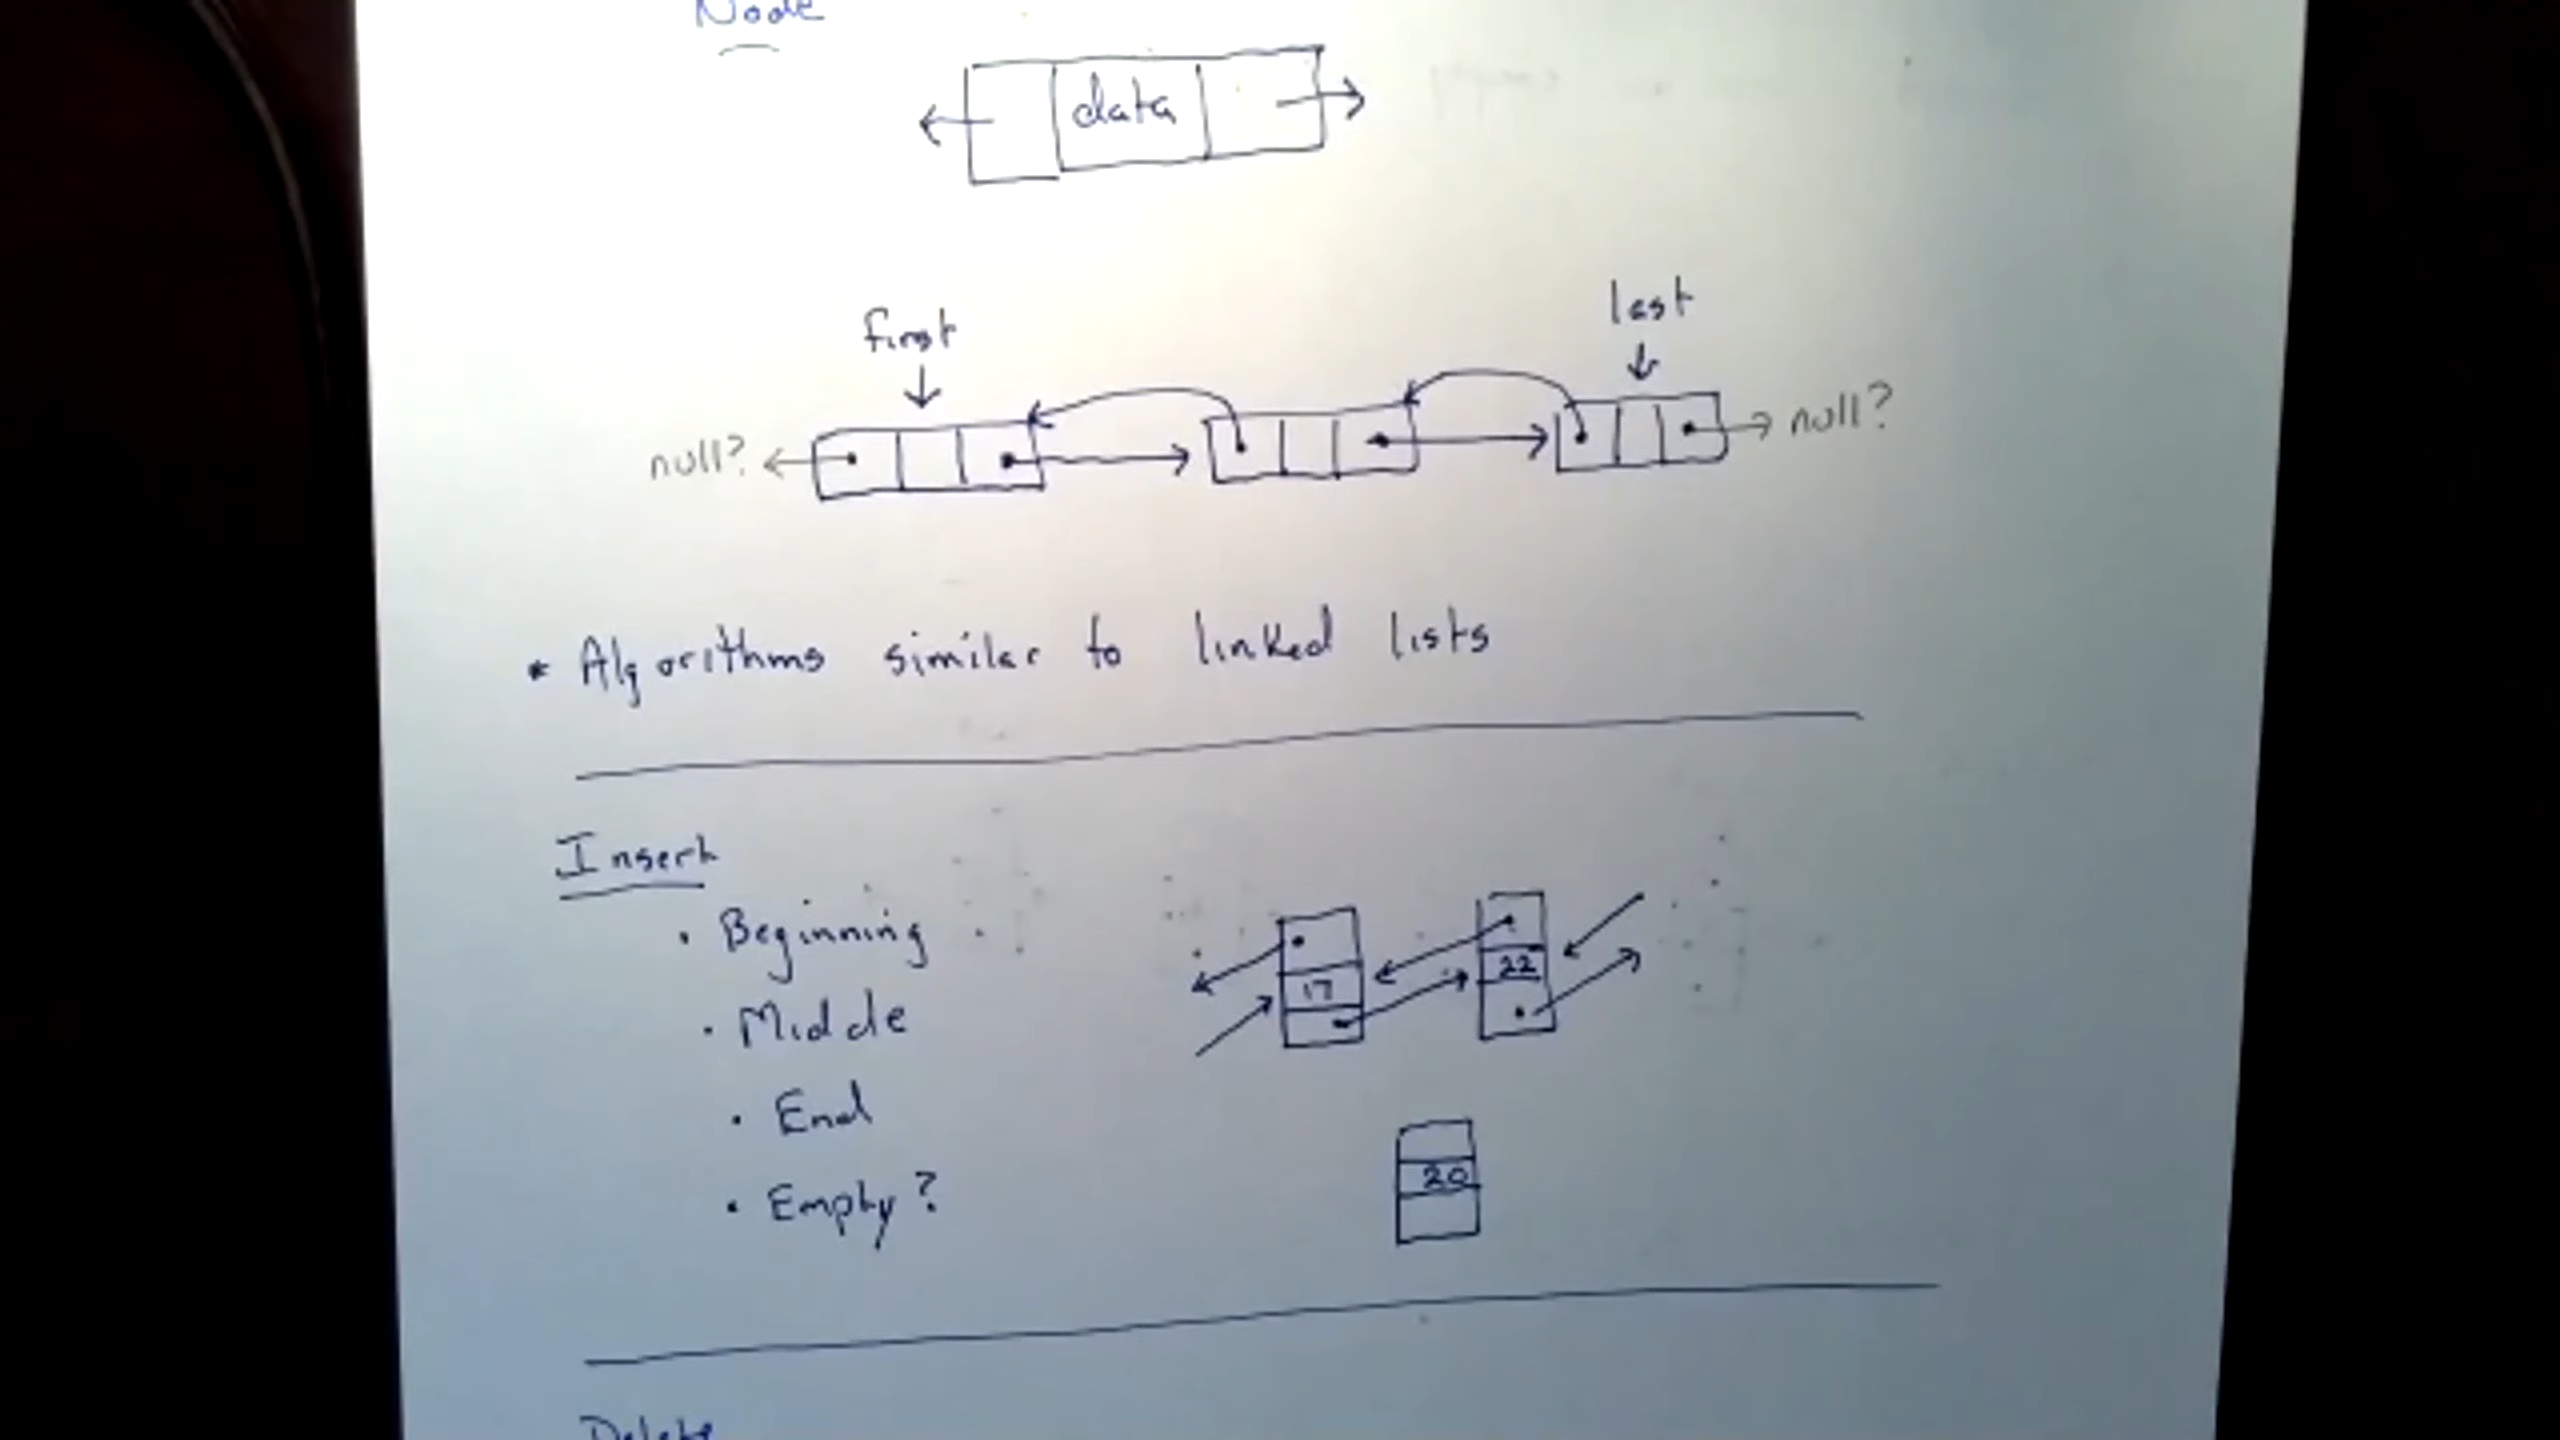 Node
data
first
last
null?
null?
* Algorithms similar to linked lists
Insert
• Beginning
• Middle
• End
• Empty?
17
22
20
Delete